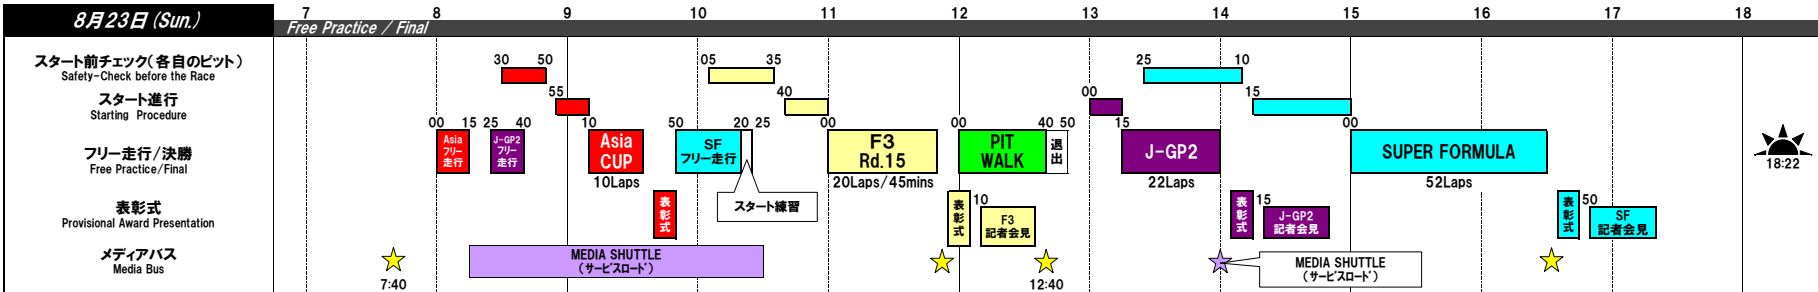 8月23日 (Sun.)
7 8 9 10 11 12 13 14 15 16 17 18
Free Practice / Final
スタート前チェック(各自のピット)
Safety-Check before the Race
30 50 05 35 25 10
スタート進行
Starting Procedure
55 40 00 15
フリー走行/決勝
Free Practice/Final
00 15 25 40 10 50 20 25 00 00 40 50 15 00
Asia
フリー
走行
J-GP2
フリー
走行
Asia
CUP
10Laps
SF
フリー走行
スタート練習
F3
Rd.15
20Laps/45mins
PIT
WALK
退出
J-GP2
22Laps
SUPER FORMULA
52Laps
18:22
表彰式
Provisional Award Presentation
表彰式
表彰式
10
F3
記者会見
表彰式
15
J-GP2
記者会見
表彰式
50
SF
記者会見
メディアバス
Media Bus
7:40
MEDIA SHUTTLE
(サービスロード)
12:40
MEDIA SHUTTLE
(サービスロード)